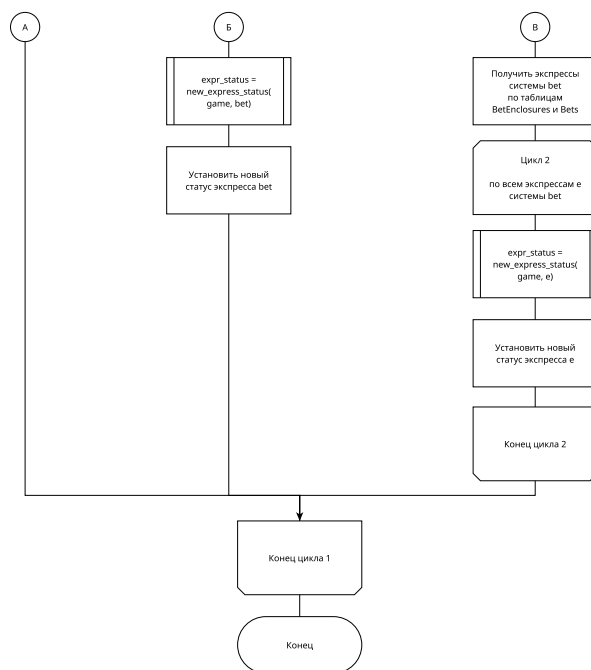 А
Б
В
expr_status =
new_express_status(
game, bet)
Установить новый
статус экспресса bet
Получить экспрессы
системы bet
по таблицам
BetEnclosures и Bets
Цикл 2
по всем экспрессам e
системы bet
expr_status =
new_express_status(
game, e)
Установить новый
статус экспресса e
Конец цикла 2
Конец цикла 1
Конец